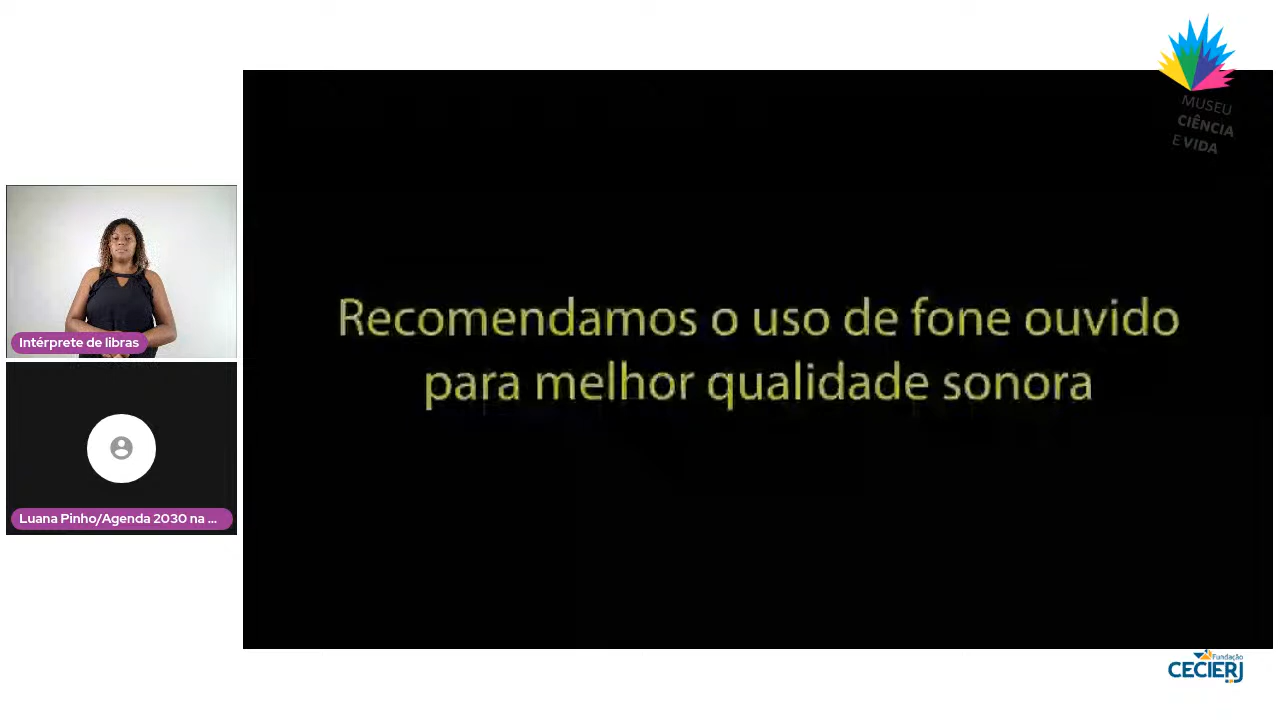 MUSEU
CIÊNCIA
E VIDA
Recomendamos o uso de fone ouvido
para melhor qualidade sonora
Intérprete de libras
Luana Pinho/Agenda 2030 na ...
Fundação
CECIERJ